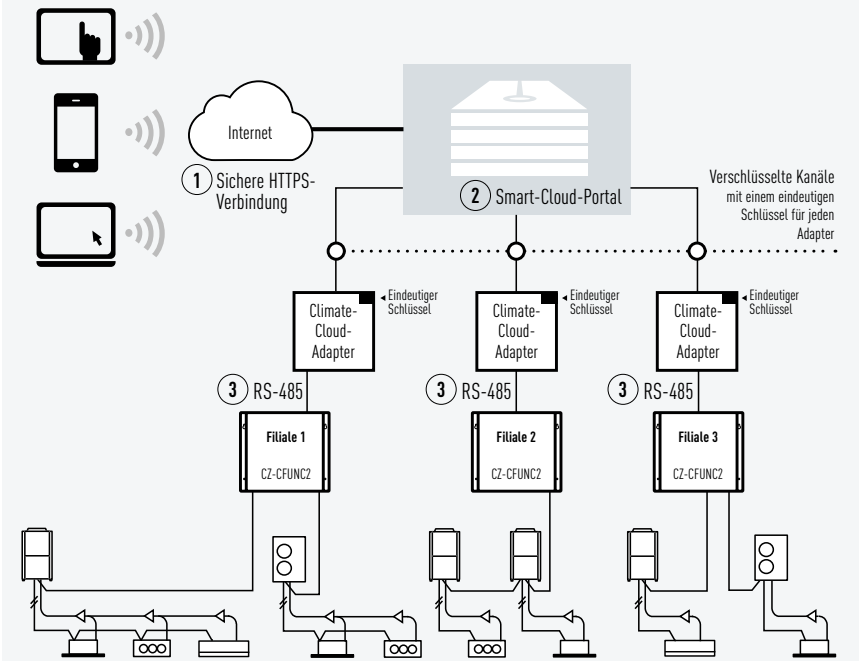 Internet
1 Sichere HTTPS-
Verbindung
2 Smart-Cloud-Portal
Verschlüsselte Kanäle
mit einem eindeutigen
Schlüssel für jeden
Adapter
Climate-
Cloud-
Adapter
Eindeutiger
Schlüssel
Climate-
Cloud-
Adapter
Eindeutiger
Schlüssel
Climate-
Cloud-
Adapter
Eindeutiger
Schlüssel
3 RS-485
3 RS-485
3 RS-485
Filiale 1
CZ-CFUNC2
Filiale 2
CZ-CFUNC2
Filiale 3
CZ-CFUNC2